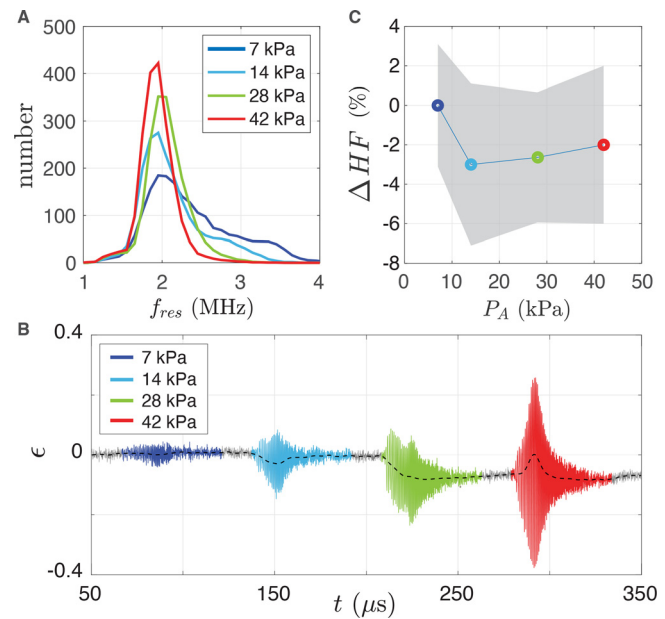 A
500
400
300
200
100
0
number
7 kPa
14 kPa
28 kPa
42 kPa
1
2
3
4
f_res (MHz)
C
4
2
0
-2
-4
-6
-8
ΔHF (%)
0
10
20
30
40
50
P_A (kPa)
B
0.4
0
-0.4
ϵ
7 kPa
14 kPa
28 kPa
42 kPa
50
150
250
350
t (μs)